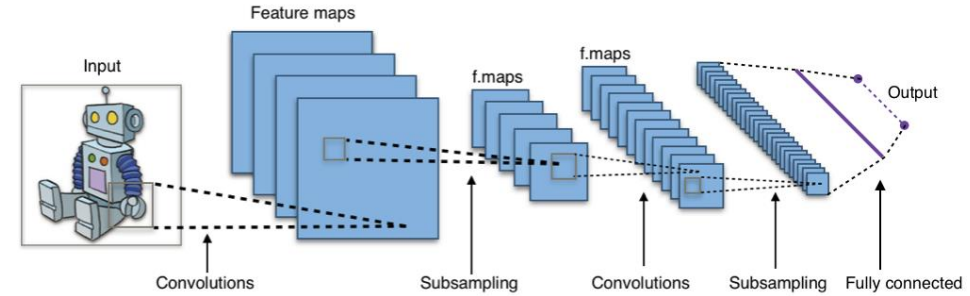 Feature maps
f.maps
f.maps
Input
Output
Convolutions
Subsampling
Convolutions
Subsampling
Fully connected